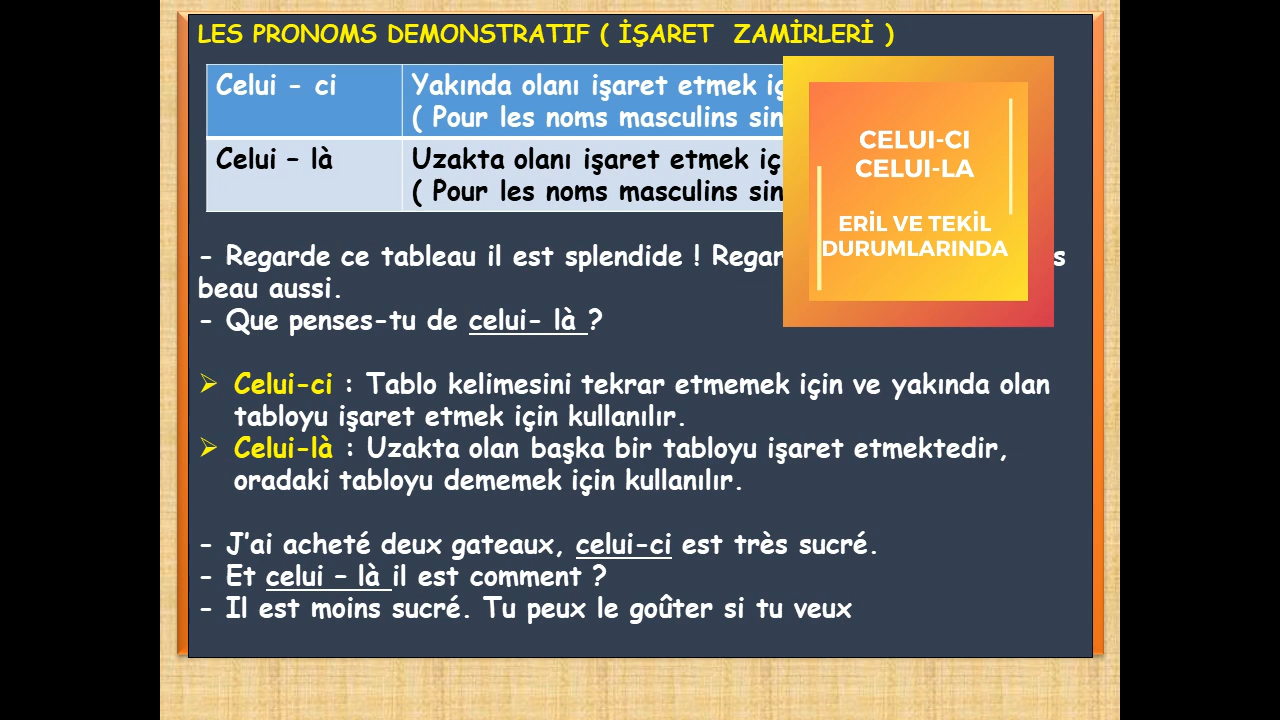 LES PRONOMS DEMONSTRATIF ( İŞARET ZAMİRLERİ )
Celui - ci
Yakında olanı işaret etmek
( Pour les noms masculins
Celui – là
Uzakta olanı işaret etmek
( Pour les noms masculins
CELUI-CI
CELUI-LA
ERİL VE TEKİL
DURUMLARINDA
- Regarde ce tableau il est splendide !
beau aussi.
- Que penses-tu de celui- là ?
Celui-ci : Tablo kelimesini tekrar etmemek için ve yakında olan
tabloyu işaret etmek için kullanılır.
Celui-là : Uzakta olan başka bir tabloyu işaret etmektedir,
oradaki tabloyu dememek için kullanılır.
- J’ai acheté deux gateaux, celui-ci est très sucré.
- Et celui – là il est comment ?
- Il est moins sucré. Tu peux le goûter si tu veux